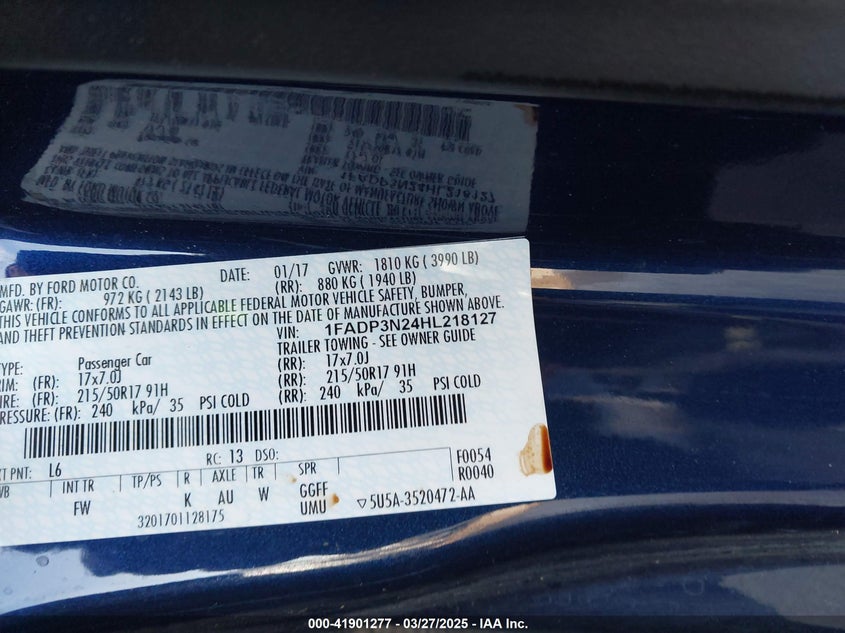 MFG. BY FORD MOTOR CO. DATE: 01/17 GVWR: 1810 KG ( 3990 LB)
GAWR: (FR): 972 KG ( 2143 LB) (RR): 880 KG ( 1940 LB)
THIS VEHICLE CONFORMS TO ALL APPLICABLE FEDERAL MOTOR VEHICLE SAFETY, BUMPER,
AND THEFT PREVENTION STANDARDS IN EFFECT ON THE DATE OF MANUFACTURE SHOWN ABOVE.
VIN: 1FADP3N24HL218127
TYPE: Passenger Car TRAILER TOWING - SEE OWNER GUIDE
RIM: (FR): 17x7.0J (RR): 17x7.0J
TIRE: (FR): 215/50R17 91H (RR): 215/50R17 91H
PRESSURE: (FR): 240 kPa/ 35 PSI COLD (RR): 240 kPa/ 35 PSI COLD
RC: 13 DSO: F0054
EXT PNT: L6 R0040
WB INT TR TP/PS R AXLE TR SPR
FW K AU W GGFF
UMU
3201701128175 ▽5U5A-3520472-AA
000-41901277 - 03/27/2025 - IAA Inc.